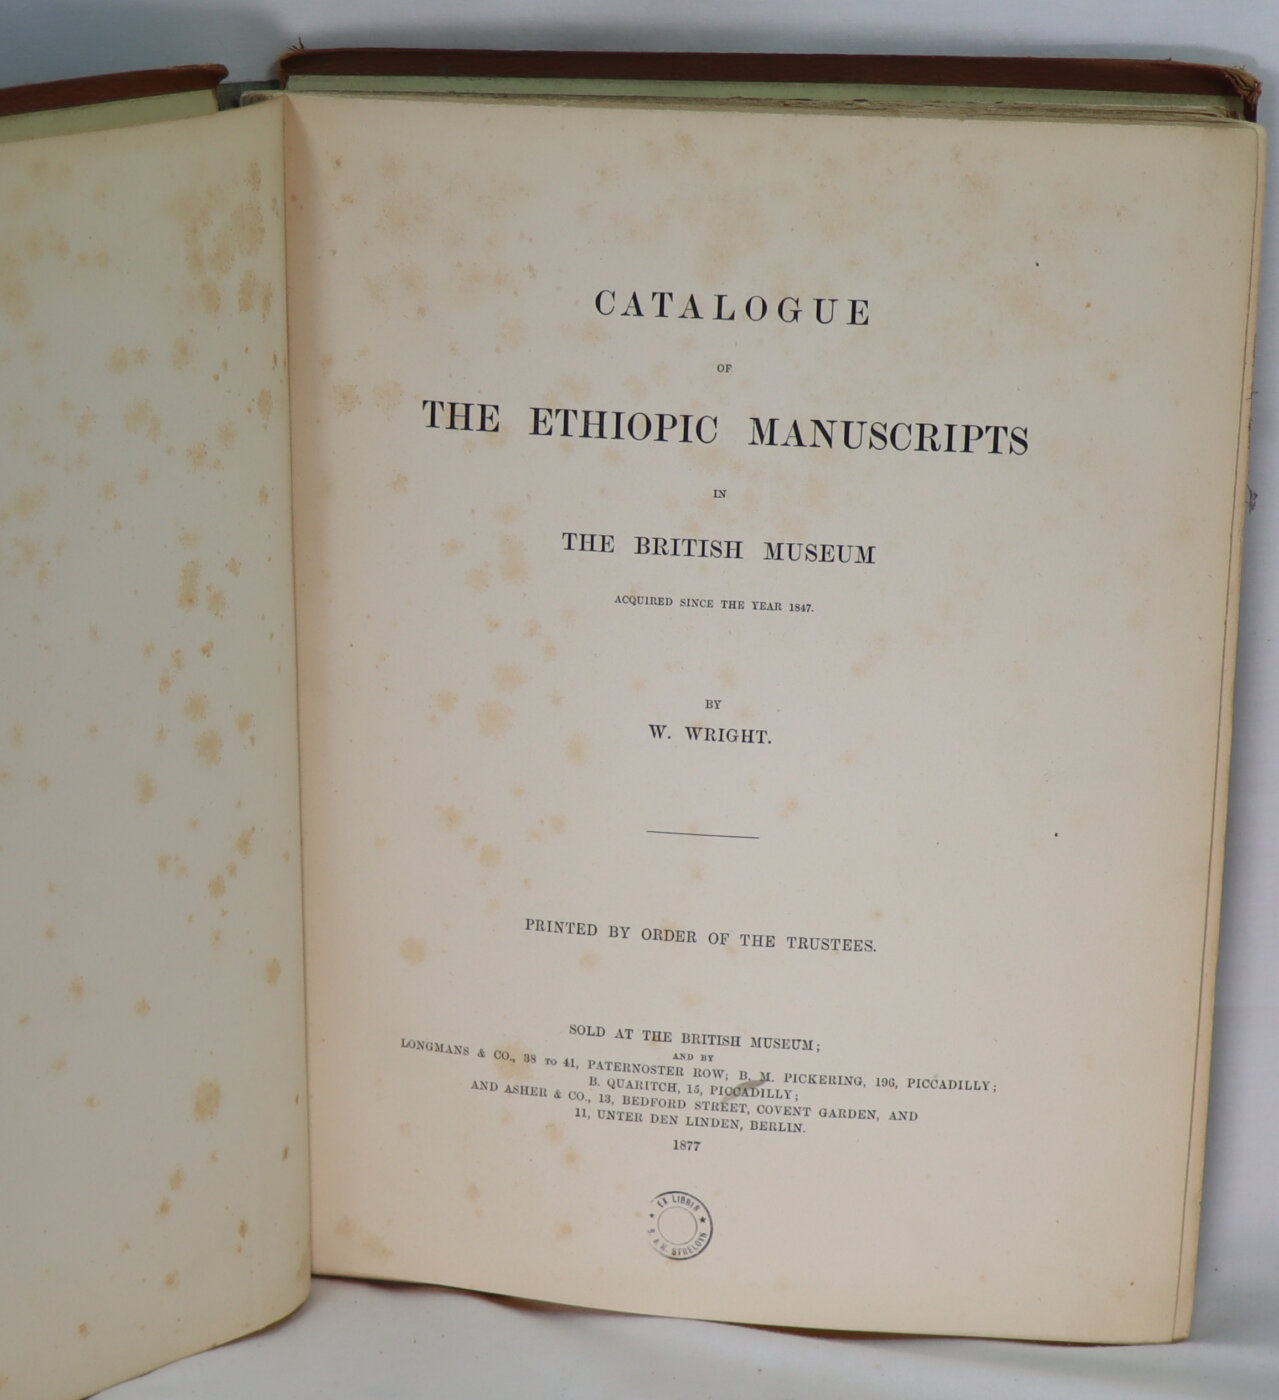 CATALOGUE
OF
THE ETHIOPIC MANUSCRIPTS
IN
THE BRITISH MUSEUM
ACQUIRED SINCE THE YEAR 1847.
BY
W. WRIGHT.
PRINTED BY ORDER OF THE TRUSTEES.
SOLD AT THE BRITISH MUSEUM;
AND BY
LONGMANS & CO., 38 TO 41, PATERNOSTER ROW; B. M. PICKERING, 196, PICCADILLY;
B. QUARITCH, 15, PICCADILLY;
AND ASHER & CO., 13, BEDFORD STREET, COVENT GARDEN, AND
11, UNTER DEN LINDEN, BERLIN.
1877
EX LIBRIS
S. & M. STRELCYN